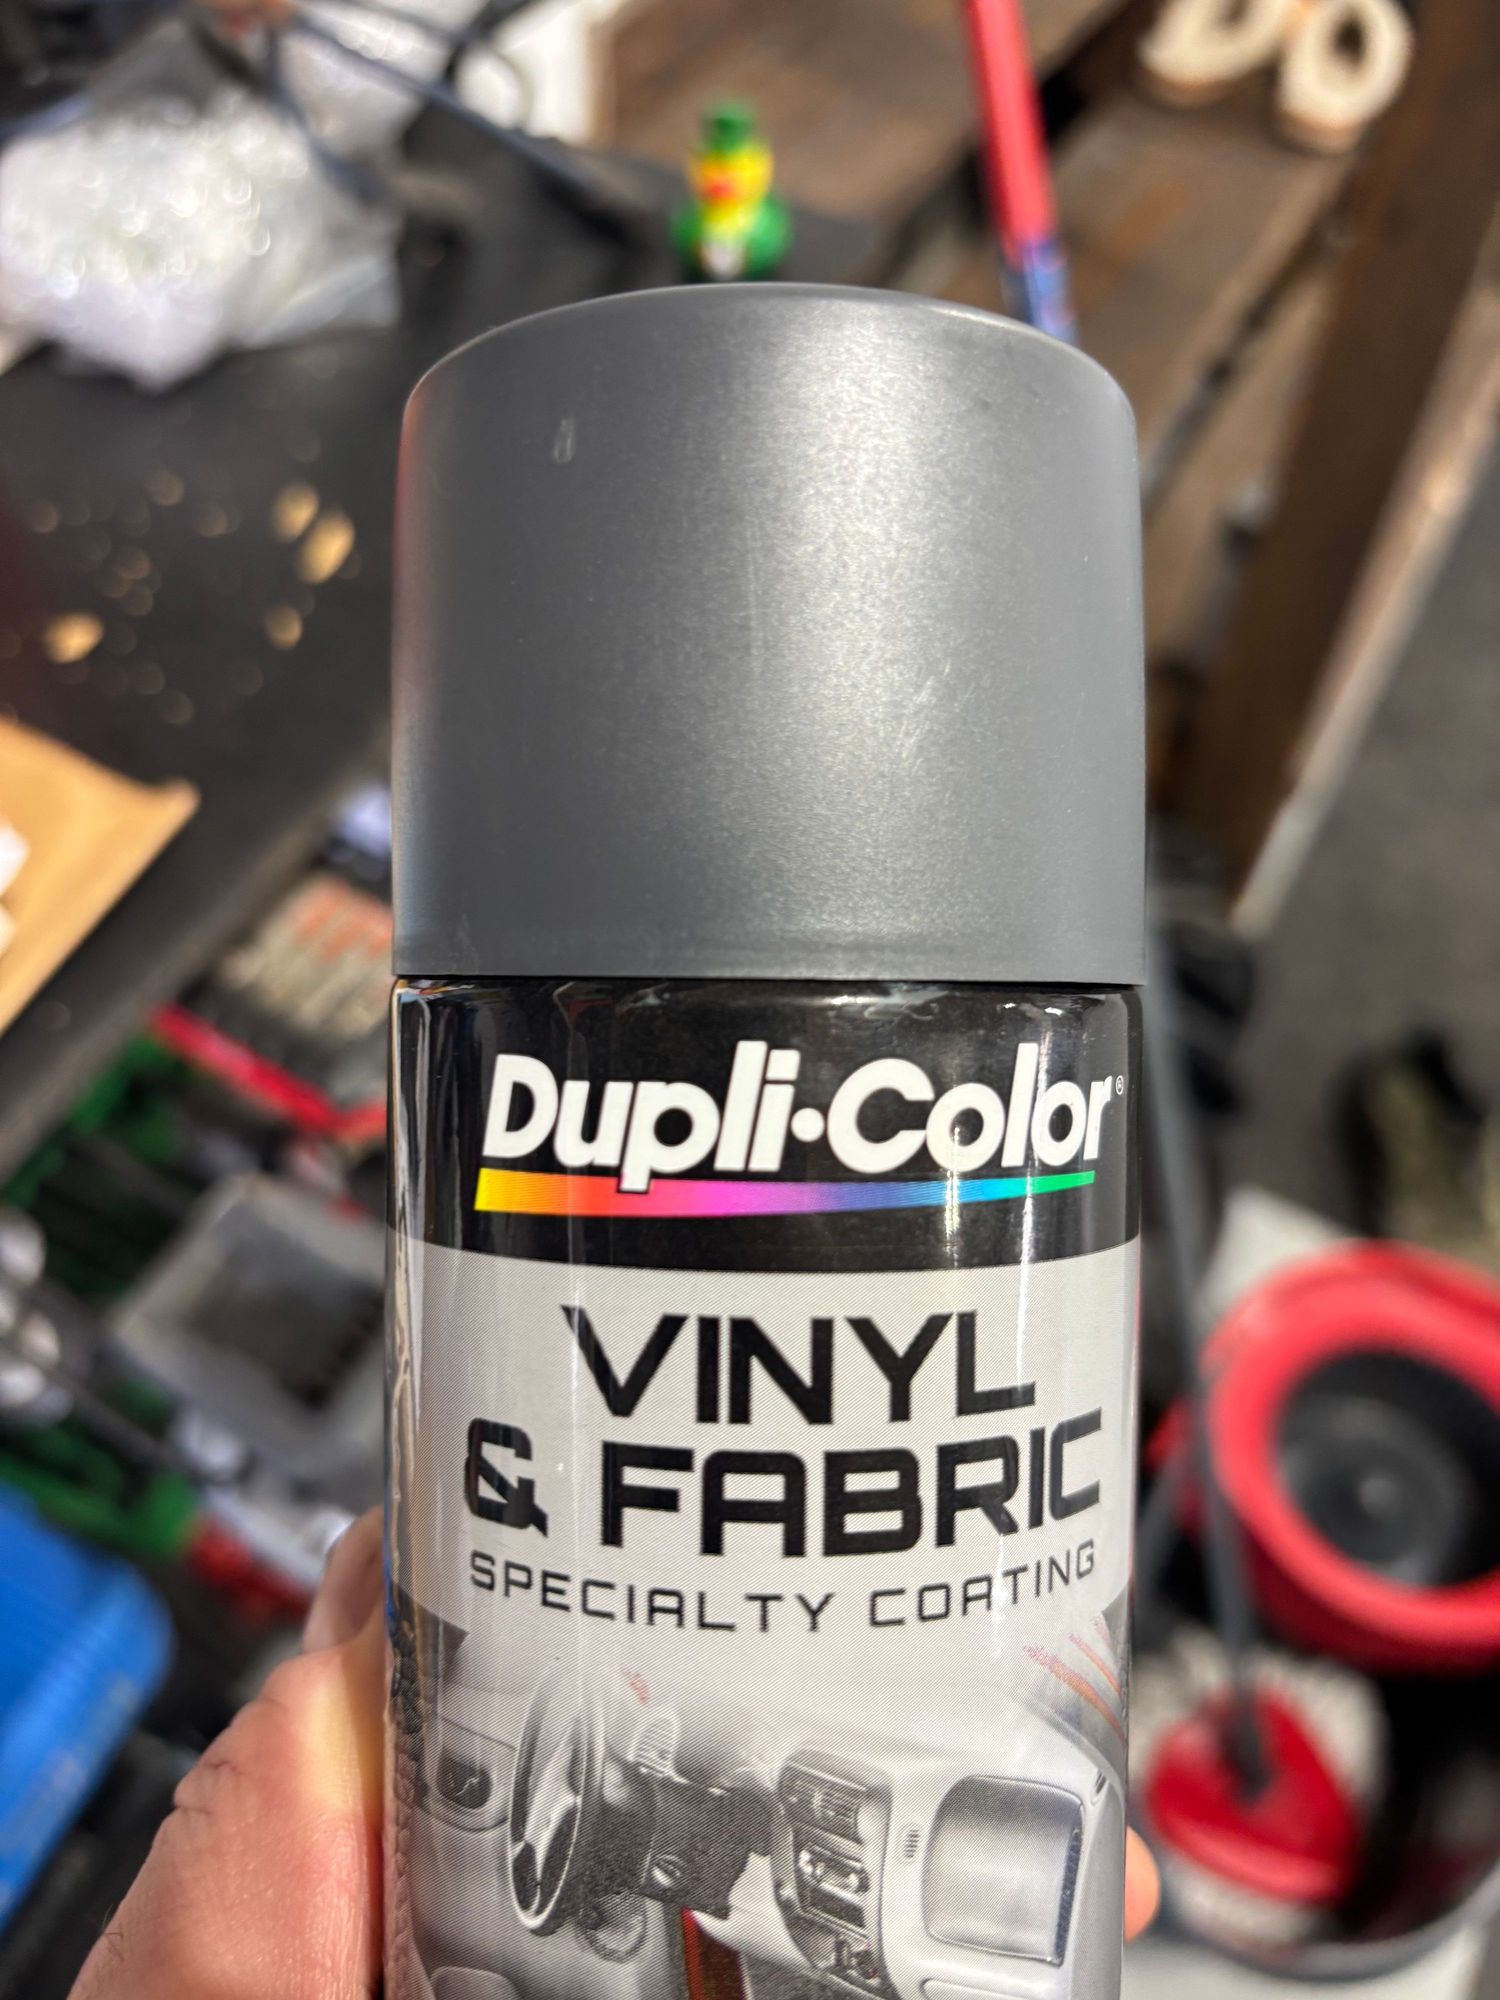 Dupli·Color®
VINYL
& FABRIC
SPECIALTY COATING